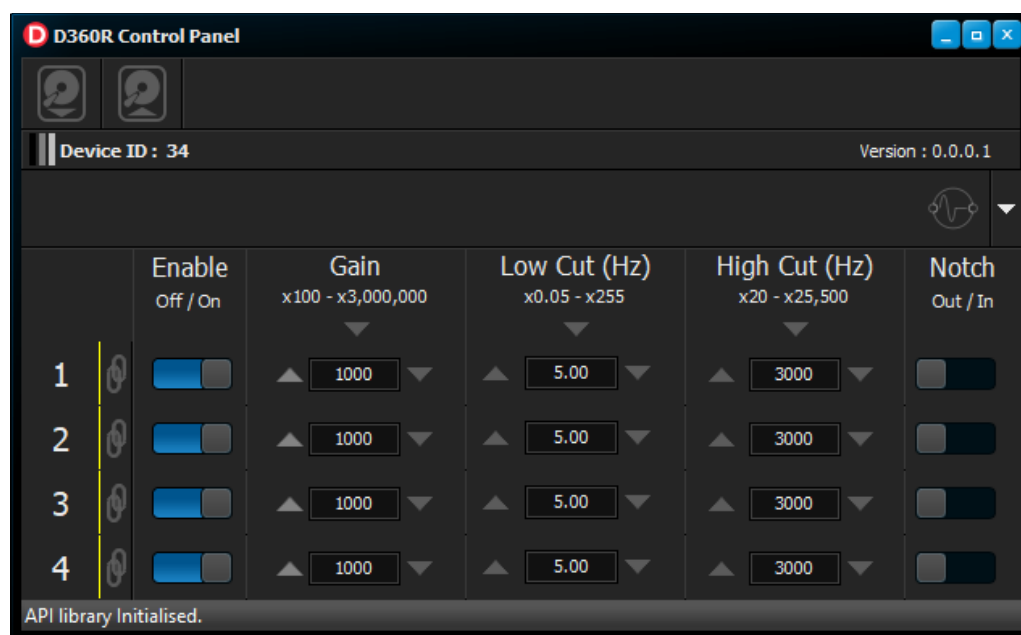 D D360R Control Panel
Device ID : 34 Version : 0.0.0.1
Enable Gain Low Cut (Hz) High Cut (Hz) Notch
Off / On x100 - x3,000,000 x0.05 - x255 x20 - x25,500 Out / In
1 1000 5.00 3000
2 1000 5.00 3000
3 1000 5.00 3000
4 1000 5.00 3000
API library Initialised.